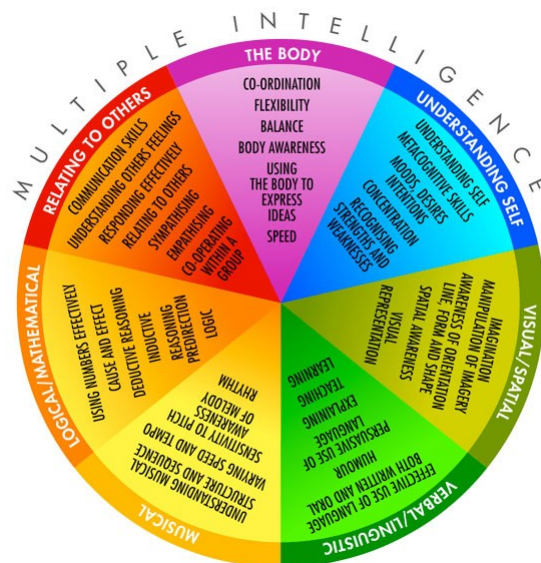 MULTIPLE INTELLIGENCE
THE BODY
CO-ORDINATION
FLEXIBILITY
BALANCE
BODY AWARENESS
USING
THE BODY TO
EXPRESS
IDEAS
SPEED
UNDERSTANDING SELF
UNDERSTANDING SELF
METACOGNITIVE SKILLS
MOODS, DESIRES
INTENTIONS
CONCENTRATION
RECOGNISING
STRENGTHS AND
WEAKNESSES
VISUAL/SPATIAL
IMAGINATION
MANIPULATION OF IMAGERY
AWARENESS OF ORIENTATION
LINE, FORM AND SHAPE
SPATIAL AWARENESS
VISUAL
REPRESENTATION
VERBAL/LINGUISTIC
EFFECTIVE USE OF LANGUAGE
BOTH WRITTEN AND ORAL
HUMOUR
PERSUASIVE USE OF
LANGUAGE
EXPLAINING
TEACHING
LEARNING
MUSICAL
UNDERSTANDING MUSICAL
STRUCTURE AND SEQUENCE
VARYING SPEED AND TEMPO
SENSITIVITY TO PITCH
AWARENESS
OF MELODY
RHYTHM
LOGICAL/MATHEMATICAL
USING NUMBERS EFFECTIVELY
CAUSE AND EFFECT
DEDUCTIVE REASONING
INDUCTIVE
REASONING
PREDIRECTION
LOGIC
RELATING TO OTHERS
COMMUNICATION SKILLS
UNDERSTANDING OTHERS FEELINGS
RESPONDING EFFECTIVELY
RELATING TO OTHERS
SYMPATHISING
EMPATHISING
CO-OPERATING
WITHIN A
GROUP